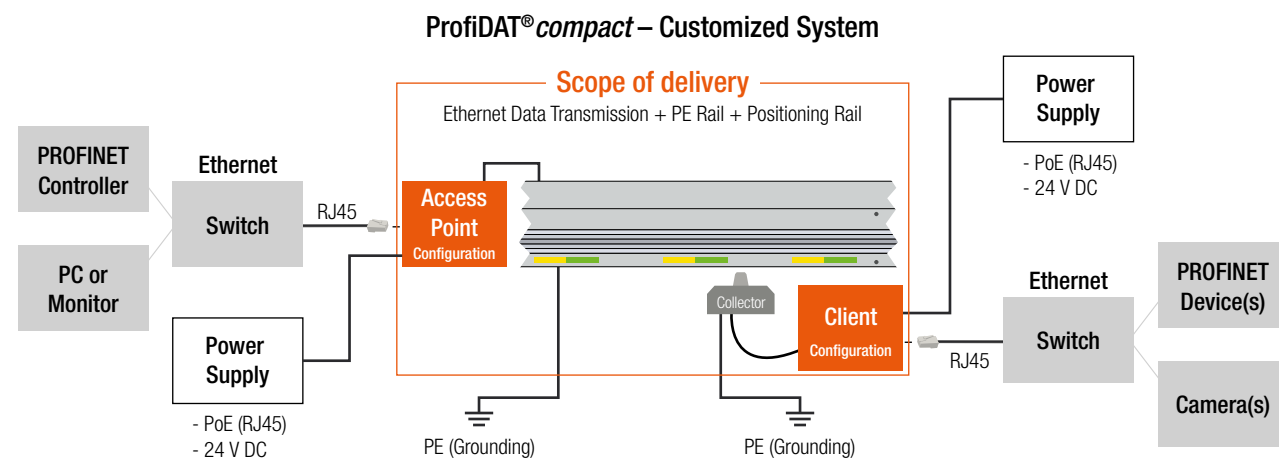 ProfiDAT® compact – Customized System
Scope of delivery
Ethernet Data Transmission + PE Rail + Positioning Rail
PROFINET
Controller
PC or
Monitor
Ethernet
Switch
RJ45
Access
Point
Configuration
Power
Supply
- PoE (RJ45)
- 24 V DC
PE (Grounding)
Collector
PE (Grounding)
Client
Configuration
Power
Supply
- PoE (RJ45)
- 24 V DC
RJ45
Ethernet
Switch
PROFINET
Device(s)
Camera(s)